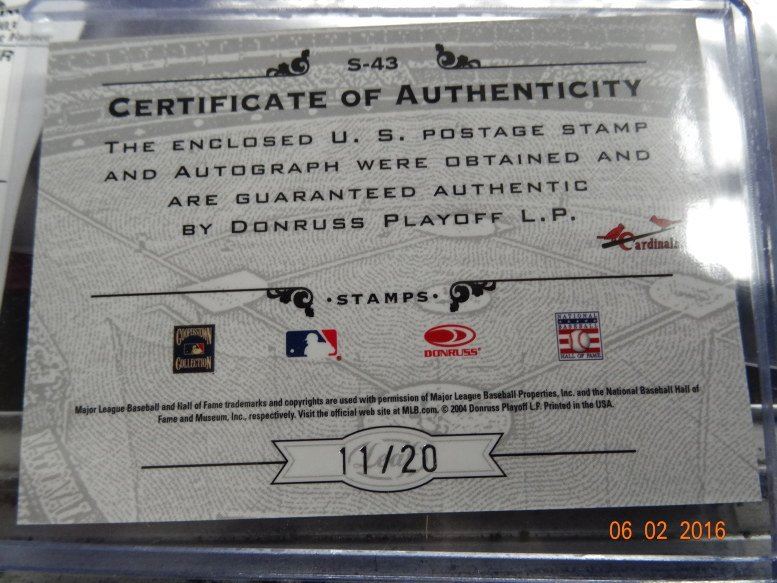 S-43
CERTIFICATE OF AUTHENTICITY
THE ENCLOSED U. S. POSTAGE STAMP
AND AUTOGRAPH WERE OBTAINED AND
ARE GUARANTEED AUTHENTIC
BY DONRUSS PLAYOFF L.P.
Cardinals
·STAMPS·
COOPERSTOWN
COLLECTION
DONRUSS
NATIONAL
BASEBALL
HALL OF FAME
Major League Baseball and Hall of Fame trademarks and copyrights are used with permission of Major League Baseball Properties, Inc. and the National Baseball Hall of
Fame and Museum, Inc., respectively. Visit the official web site at MLB.com. © 2004 Donruss Playoff L.P. Printed in the USA.
11/20
06 02 2016